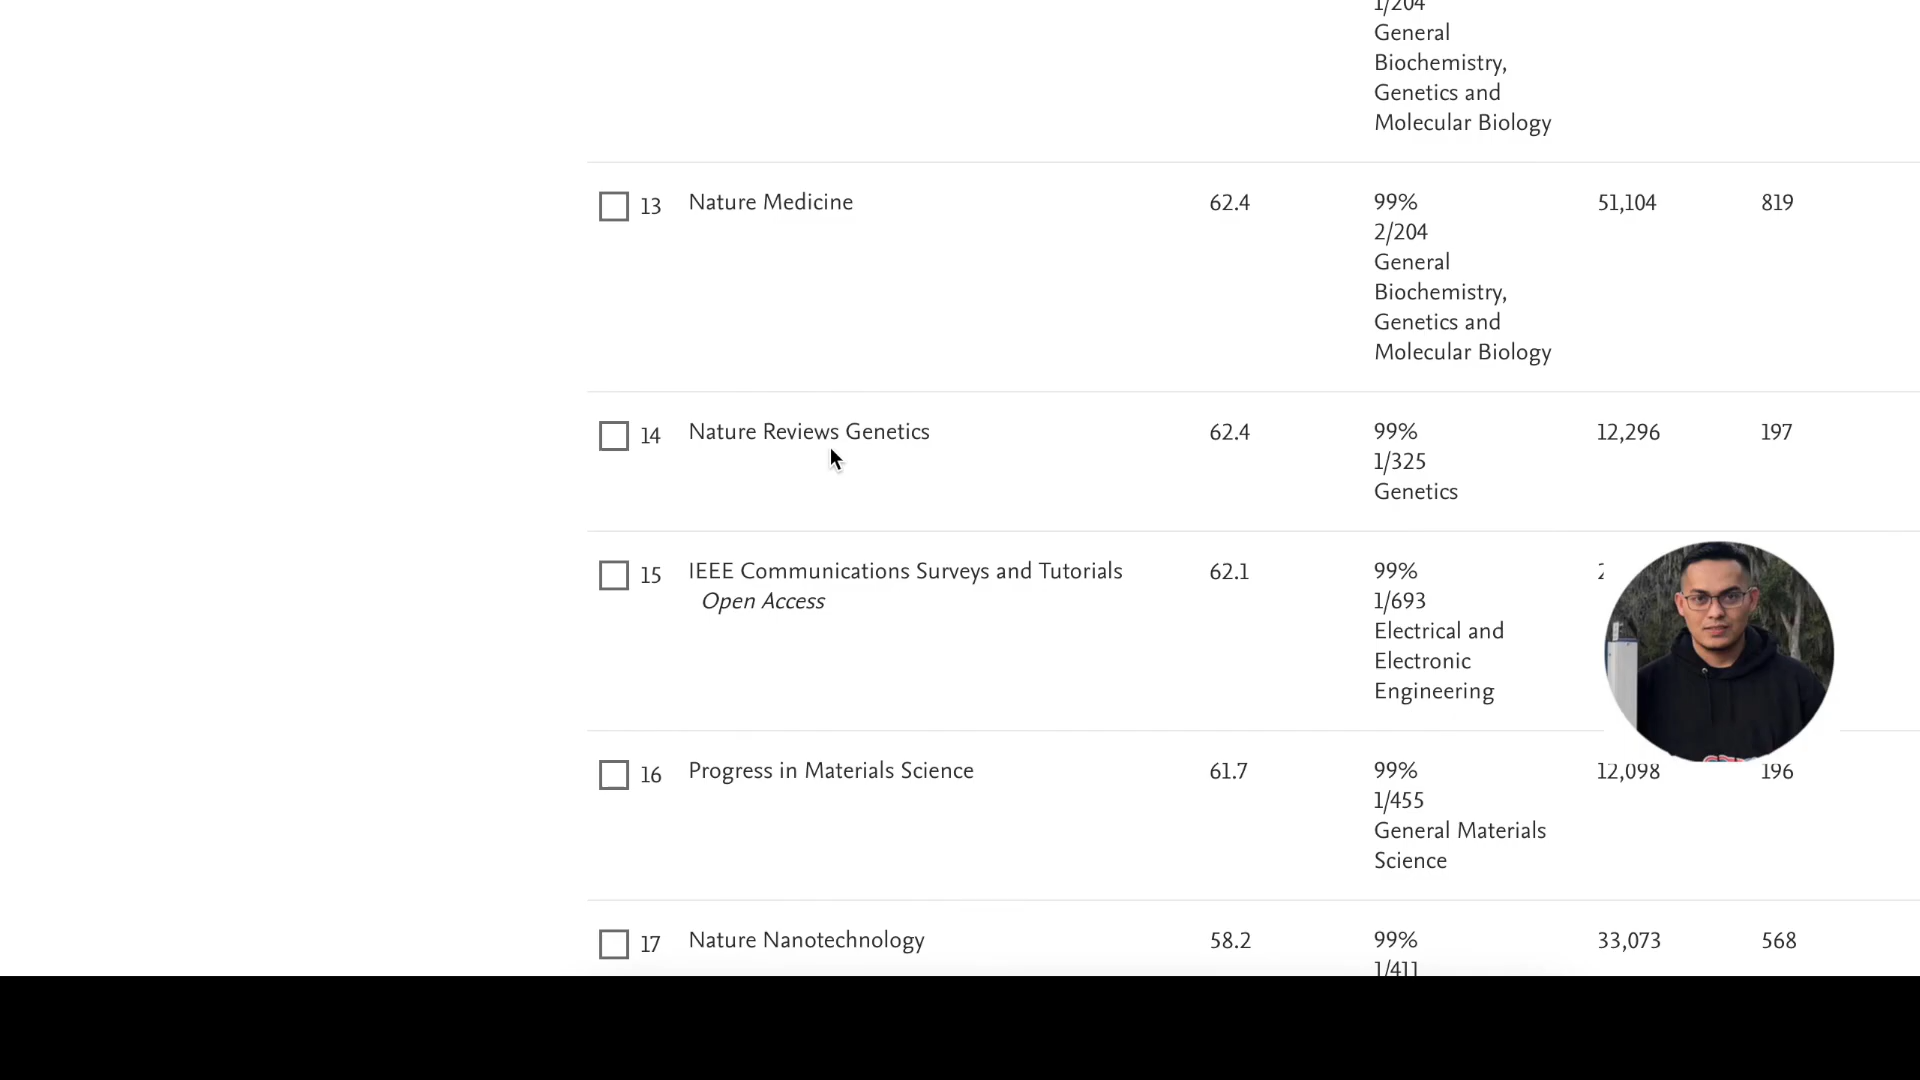 1/204
General
Biochemistry,
Genetics and
Molecular Biology
13 Nature Medicine 62.4 99% 51,104 819
2/204
General
Biochemistry,
Genetics and
Molecular Biology
14 Nature Reviews Genetics 62.4 99% 12,296 197
1/325
Genetics
15 IEEE Communications Surveys and Tutorials 62.1 99%
Open Access 1/693
Electrical and
Electronic
Engineering
16 Progress in Materials Science 61.7 99% 12,098 196
1/455
General Materials
Science
17 Nature Nanotechnology 58.2 99% 33,073 568
1/411